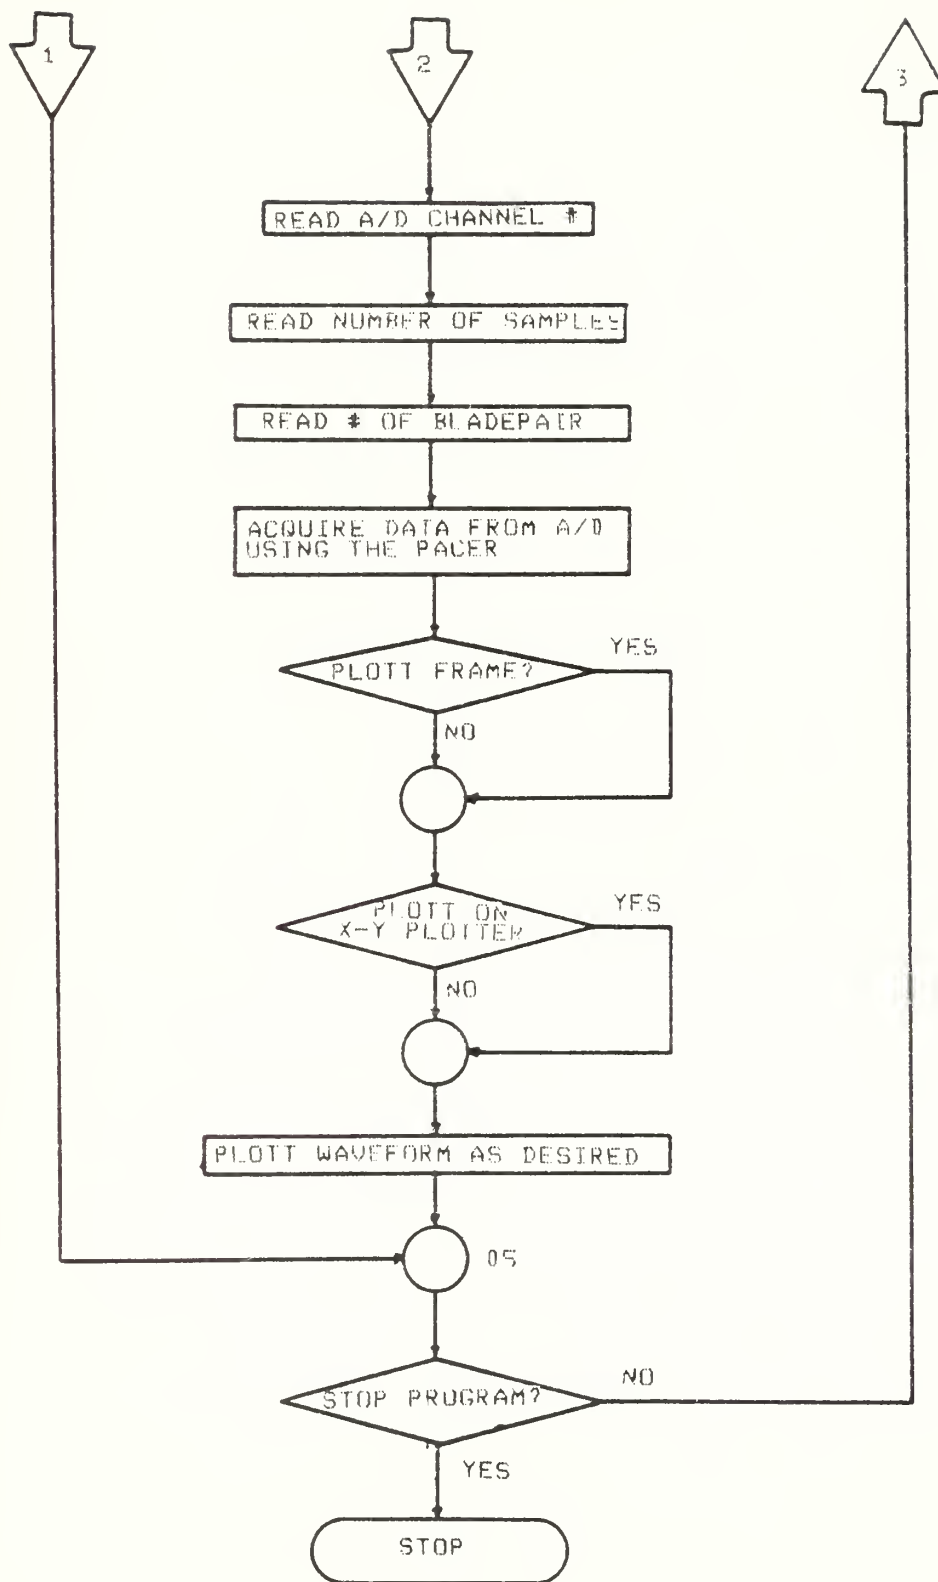 1
2
3
READ A/D CHANNEL #
READ NUMBER OF SAMPLES
READ # OF BLADEPAIR
ACQUIRE DATA FROM A/D
USING THE PACER
PLOTT FRAME?
YES
NO
PLOTT ON
X-Y PLOTTER
YES
NO
PLOTT WAVEFORM AS DESIRED
05
STOP PROGRAM?
NO
YES
STOP